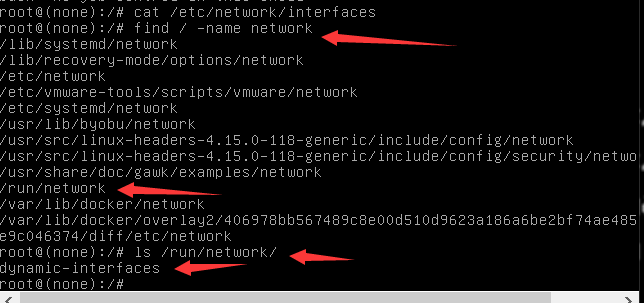 root@(none):/# cat /etc/network/interfaces
root@(none):/# find / -name network
/lib/systemd/network
/lib/recovery-mode/options/network
/etc/network
/etc/vmware-tools/scripts/vmware/network
/etc/systemd/network
/usr/lib/byobu/network
/usr/src/linux-headers-4.15.0-118-generic/include/config/network
/usr/src/linux-headers-4.15.0-118-generic/include/config/security/netwo
/usr/share/doc/gawk/examples/network
/run/network
/var/lib/docker/network
/var/lib/docker/overlay2/406978bb567489c8e00d510d9623a186a6be2bf74ae485
e9c046374/diff/etc/network
root@(none):/# ls /run/network/
dynamic-interfaces
root@(none):/#